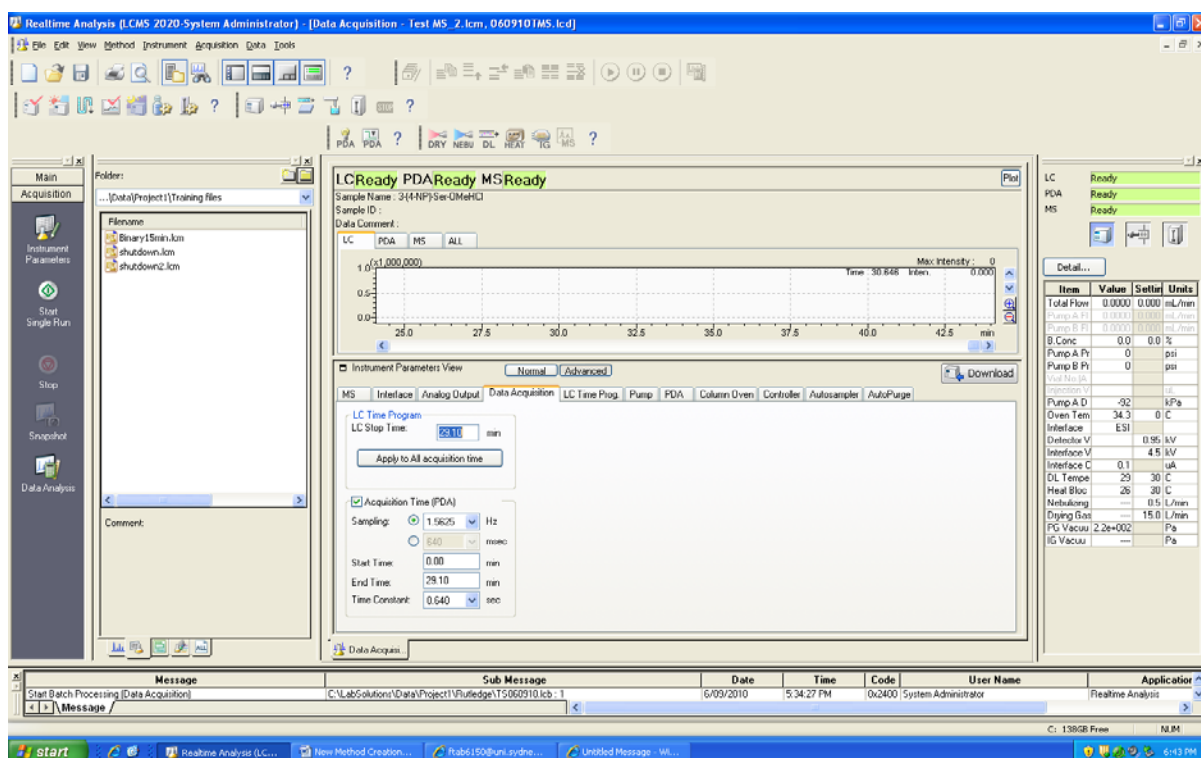 Realtime Analysis (LCMS 2020-System Administrator) - [Data Acquisition - Test MS_2.lcm, 060910TMS.lcd]
File Edit View Method Instrument Acquisition Data Tools
PDA PDA ? DRY NEBU DL HEAT IG MS ?
Main
Acquisition
Instrument Parameters
Start Single Run
Stop
Snapshot
Data Analysis
Folder:
...\Data\Project1\Training files
Filename
Binary15min.lcm
shutdown.lcm
shutdown2.lcm
Comment:
LC Ready PDA Ready MS Ready
Plot
Sample Name : 3-(4-NP)-Ser-OMeHCl
Sample ID :
Data Comment :
LC PDA MS ALL
(x1,000,000)
Max Intensity : 0
Time : 30.646 Inten. 0.000
1.0
0.5
0.0
25.0 27.5 30.0 32.5 35.0 37.5 40.0 42.5 min
Instrument Parameters View Normal Advanced Download
MS Interface Analog Output Data Acquisition LC Time Prog. Pump PDA Column Oven Controller Autosampler AutoPurge
LC Time Program
LC Stop Time: 29.10 min
Apply to All acquisition time
Acquisition Time (PDA)
Sampling: 1.5625 Hz
640 msec
Start Time: 0.00 min
End Time: 29.10 min
Time Constant: 0.640 sec
Data Acquisi...
LC Ready
PDA Ready
MS Ready
Detail...
Item Value Settin Units
Total Flow 0.0000 0.000 mL/min
Pump A Fl 0.0000 0.000 mL/min
Pump B Fl 0.0000 0.000 mL/min
B.Conc 0.0 0.0 %
Pump A Pr 0 psi
Pump B Pr 0 psi
Vial No.(A
Injection V uL
Pump A D -92 kPa
Oven Tem 34.3 0 C
Interface ESI
Detector V 0.95 kV
Interface V 4.5 kV
Interface C 0.1 uA
DL Tempe 29 30 C
Heat Bloc 26 30 C
Nebulizing --- 0.5 L/min
Drying Gas --- 15.0 L/min
PG Vacuu 2.2e+002 Pa
IG Vacuu --- Pa
Message Sub Message Date Time Code User Name Application
Start Batch Processing (Data Acquisition) C:\LabSolutions\Data\Project1\Rutledge\TS060910.lcb : 1 6/09/2010 5:34:27 PM 0x2400 System Administrator Realtime Analysis
Message
C: 138GB Free NUM
start Realtime Analysis (LC... New Method Creation... ftab6150@uni.sydne... Untitled Message - Wi... 6:43 PM